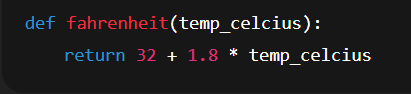 def fahrenheit(temp_celcius):
    return 32 + 1.8 * temp_celcius